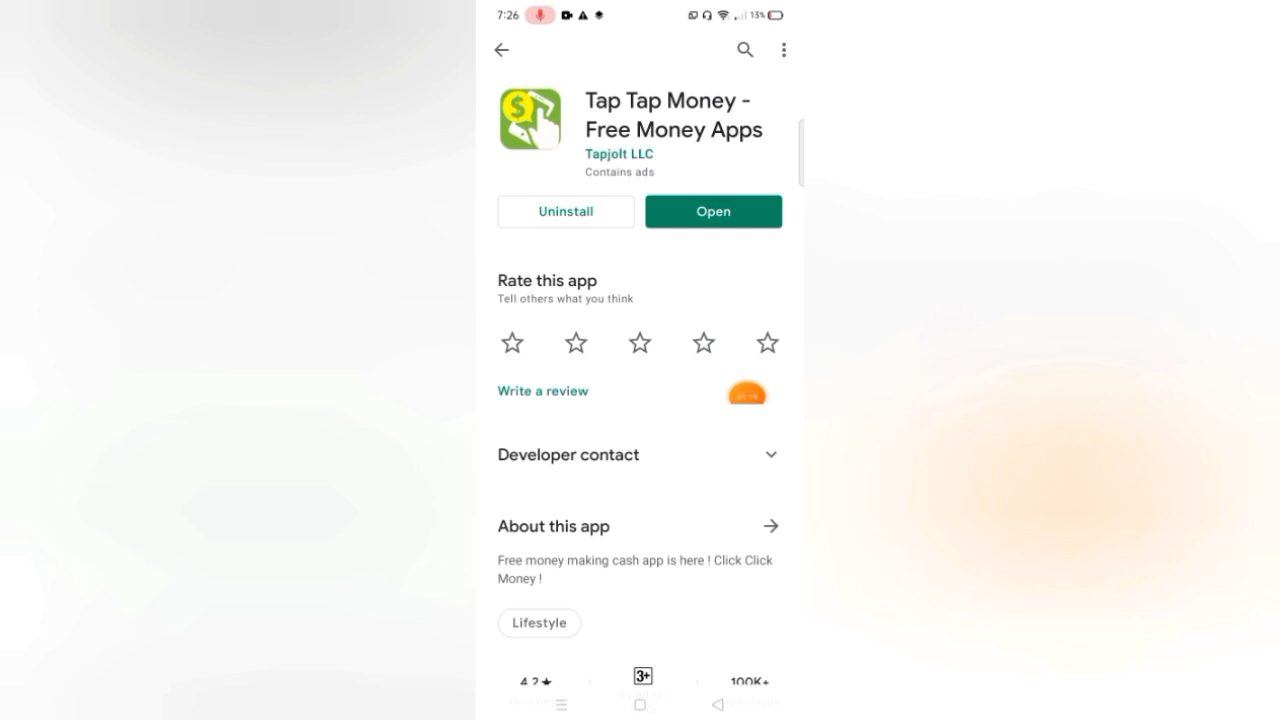 7:26
13%
Tap Tap Money -
Free Money Apps
Tapjolt LLC
Contains ads
Uninstall
Open
Rate this app
Tell others what you think
Write a review
Developer contact
About this app
Free money making cash app is here ! Click Click
Money !
Lifestyle
4.2★
3+
100K+